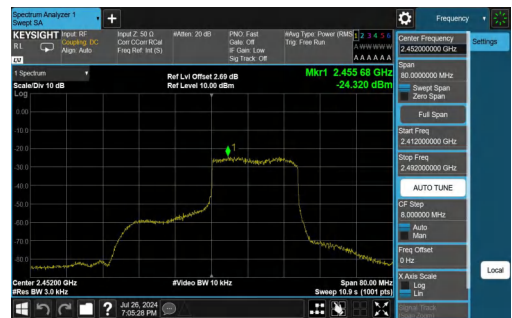 Spectrum Analyzer 1
Swept SA
Frequency
KEYSIGHT
Input: RF
Coupling: DC
Align: Auto
Input Z: 50 Ω
Corr CCorr RCal
Freq Ref: Int (S)
#Atten: 20 dB
PNO: Fast
Gate: Off
IF Gain: Low
Sig Track: Off
#Avg Type: Power (RMS
Trig: Free Run
1 2 3 4 5 6
A W W W W W
A A A A A A
R L
LV
1 Spectrum
Scale/Div 10 dB
Log
Ref Lvl Offset 2.69 dB
Ref Level 10.00 dBm
Mkr1 2.455 68 GHz
-24.320 dBm
0.00
-10.0
-20.0
-30.0
-40.0
-50.0
-60.0
-70.0
-80.0
1
Center 2.45200 GHz
#Res BW 3.0 kHz
#Video BW 10 kHz
Span 80.00 MHz
Sweep 10.9 s (1001 pts)
Jul 26, 2024
7:05:28 PM
Center Frequency
2.452000000 GHz
Settings
Span
80.0000000 MHz
Swept Span
Zero Span
Full Span
Start Freq
2.412000000 GHz
Stop Freq
2.492000000 GHz
AUTO TUNE
CF Step
8.000000 MHz
Auto
Man
Freq Offset
0 Hz
X Axis Scale
Log
Lin
Local
Signal Track